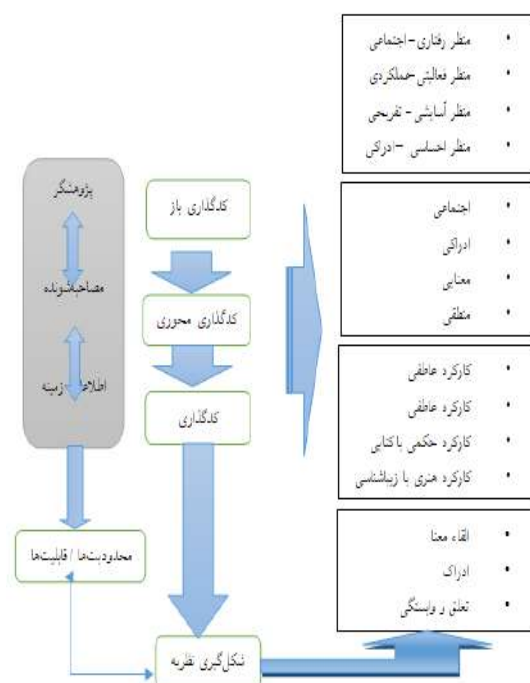 منظر رفتاری-اجتماعی
منظر فعالیتی-عملکردی
منظر آسایشی - تفریحی
منظر احساسی -ادراکی
اجتماعی
ادراکی
معنایی
منطقی
کارکرد عاطفی
کارکرد عاطفی
کارکرد حکمی یا کنایی
کارکرد هنری یا زیباشناسی
القاء معنا
ادراک
تعلق و وابستگی
کدگذاری باز
کدگذاری محوری
کدگذاری
شکل‌گیری نظریه
پژوهشگر
مصاحبه‌شونده
زمینه
محدودیت‌ها / قابلیت‌ها